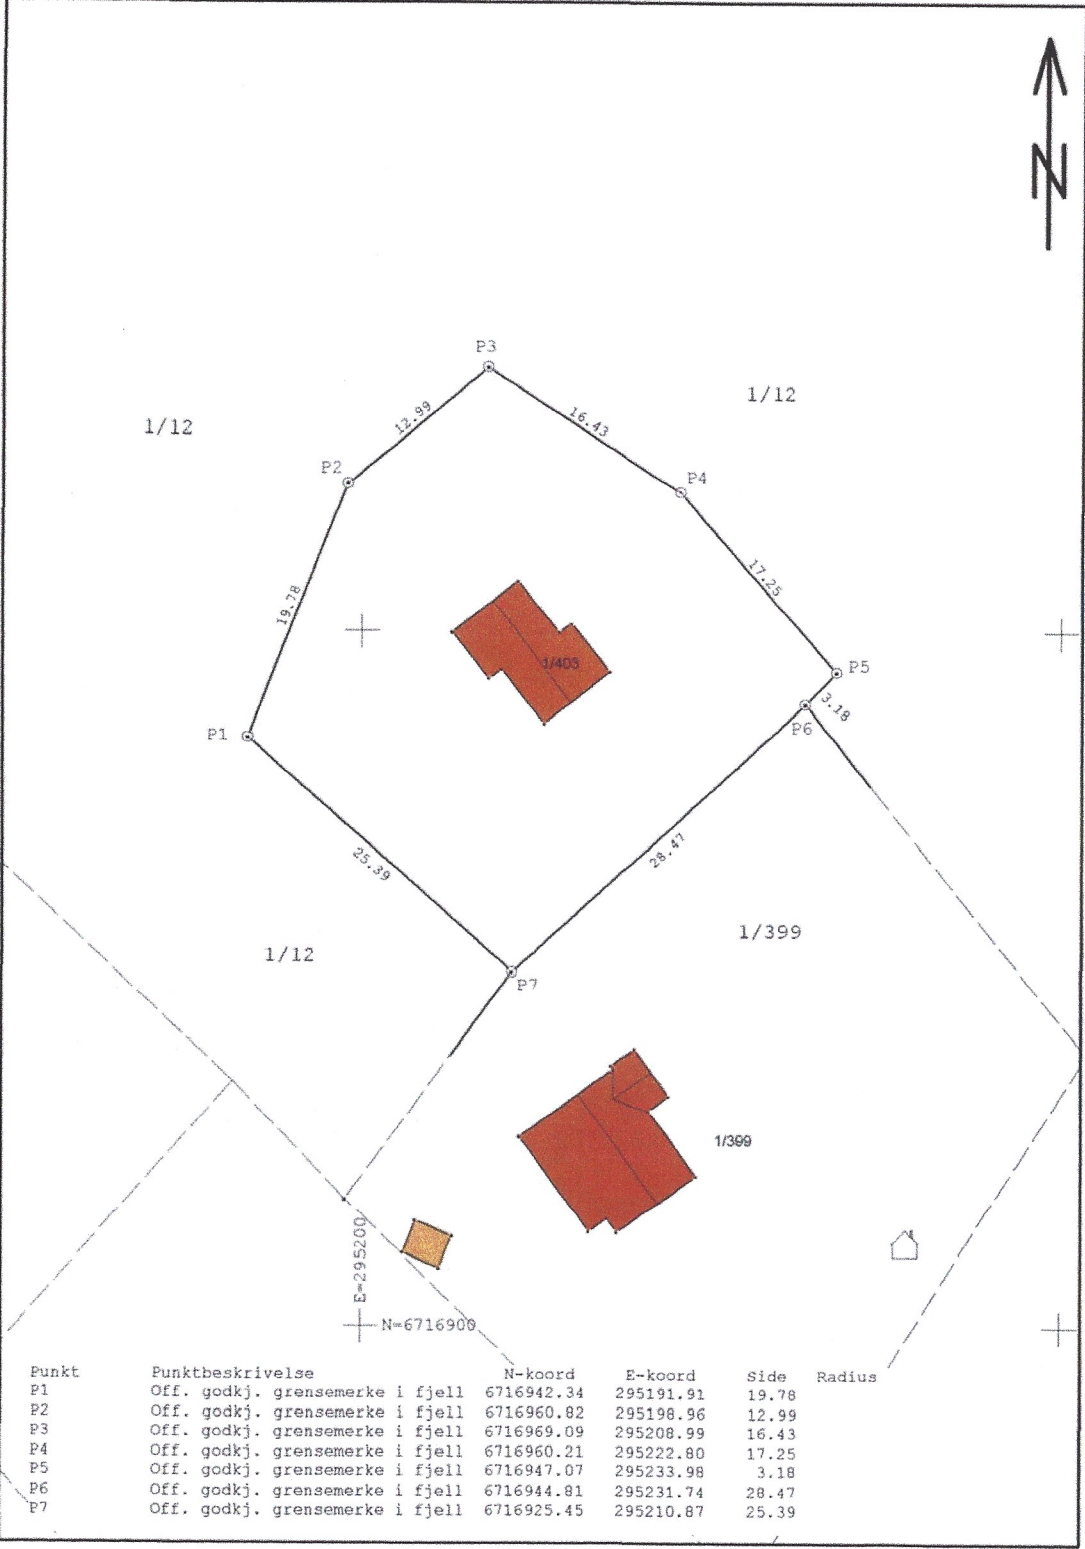 N
P3
1/12
12.99
16.43
1/12
P2
P4
17.25
19.78
1/403
P5
3.18
P1
P6
28.47
25.39
1/399
1/12
P7
1/399
E=295200
N=6716900
Punkt Punktbeskrivelse N-koord E-koord Side Radius
P1 Off. godkj. grensemerke i fjell 6716942.34 295191.91 19.78
P2 Off. godkj. grensemerke i fjell 6716960.82 295198.96 12.99
P3 Off. godkj. grensemerke i fjell 6716969.09 295208.99 16.43
P4 Off. godkj. grensemerke i fjell 6716960.21 295222.80 17.25
P5 Off. godkj. grensemerke i fjell 6716947.07 295233.98 3.18
P6 Off. godkj. grensemerke i fjell 6716944.81 295231.74 28.47
P7 Off. godkj. grensemerke i fjell 6716925.45 295210.87 25.39